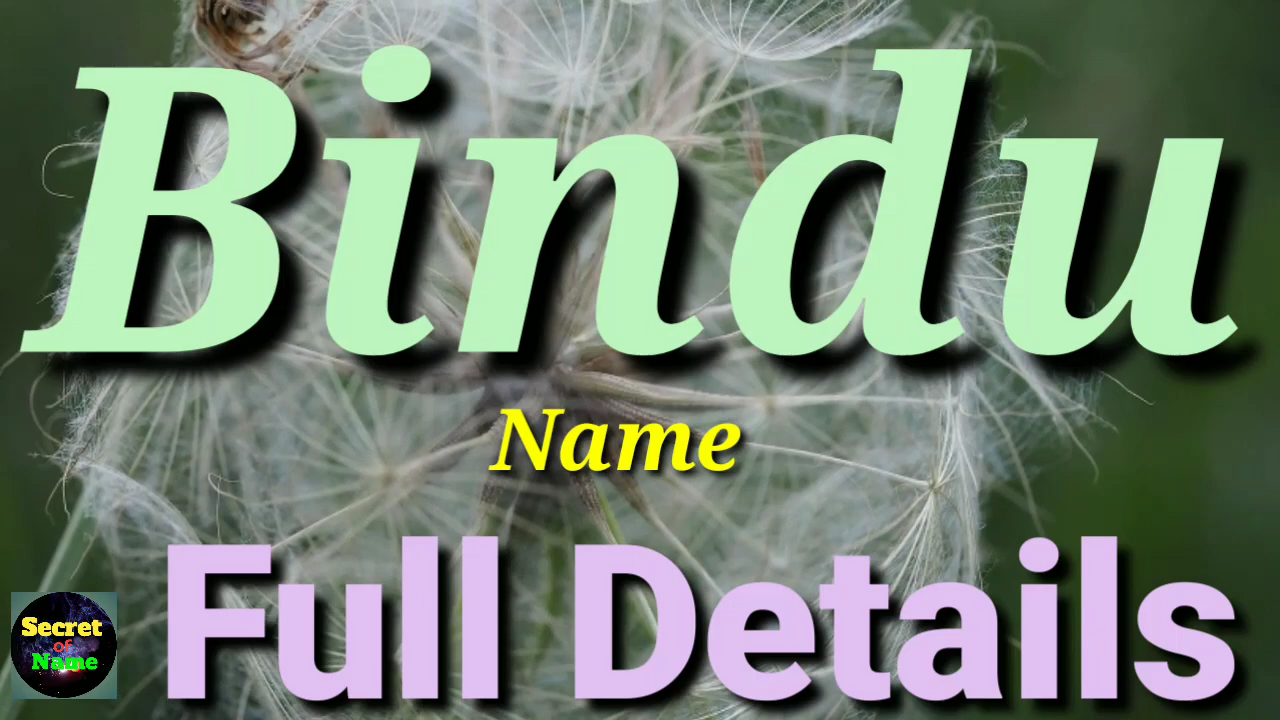 Bindu
Name
Full Details
Secret
of
Name